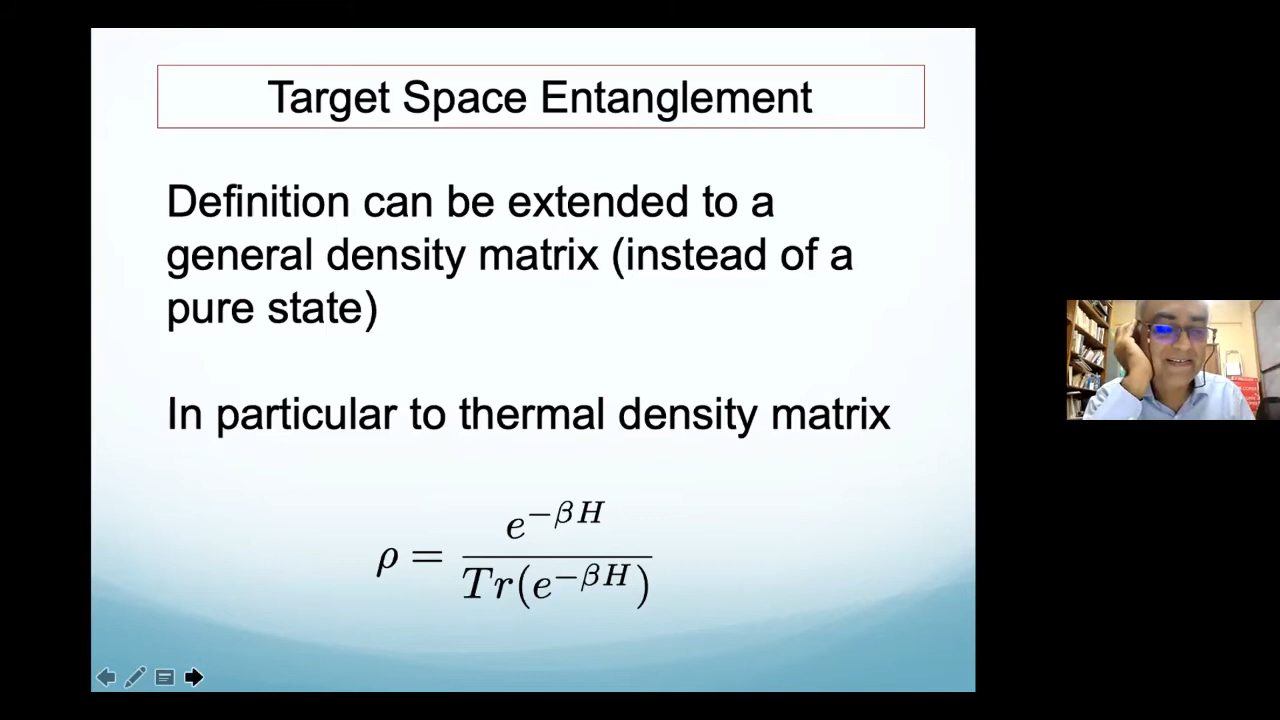 Target Space Entanglement
Definition can be extended to a
general density matrix (instead of a
pure state)
In particular to thermal density matrix
ρ = e^{-βH} / Tr(e^{-βH})